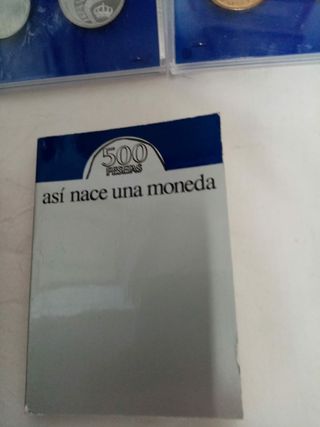 500
PESETAS
así nace una moneda